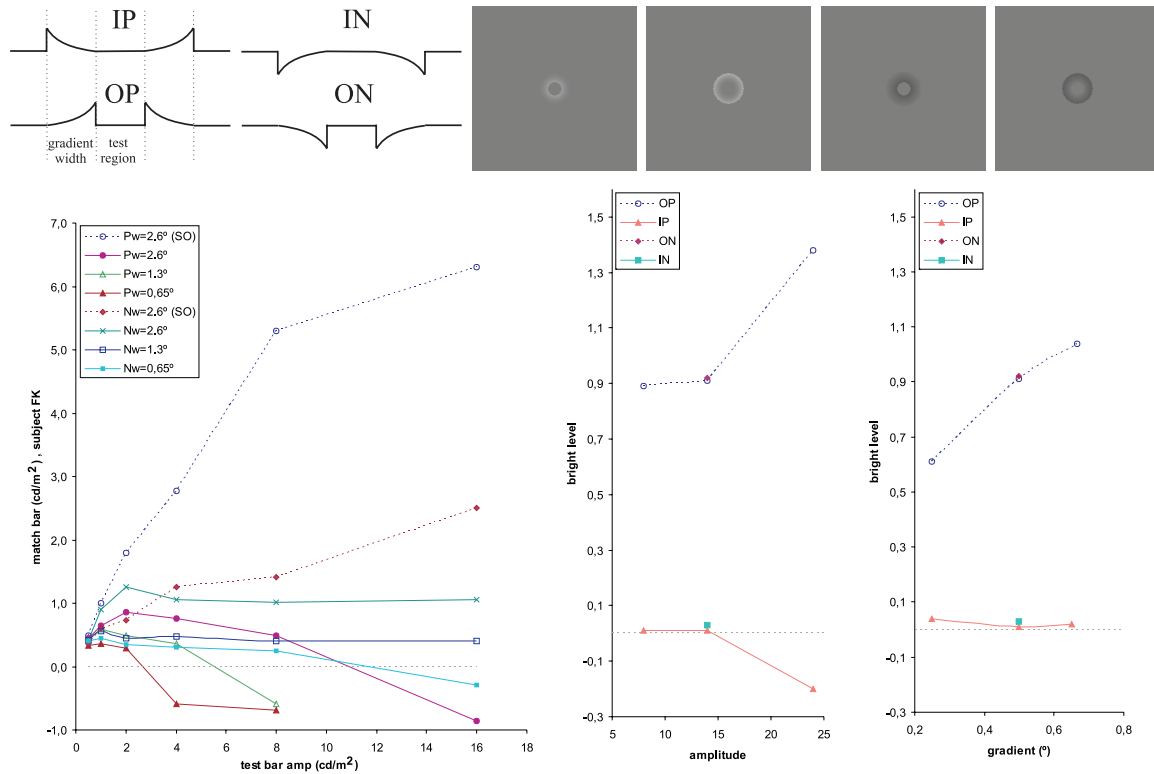 IP
IN
OP
ON
gradient width
test region
7,0
6,0
5,0
4,0
3,0
2,0
1,0
0,0
−1,0
match bar (cd/m²) , subject FK
Pw=2.6º (SO)
Pw=2.6º
Pw=1.3º
Pw=0,65º
Nw=2.6º (SO)
Nw=2.6º
Nw=1.3º
Nw=0,65º
0 2 4 6 8 10 12 14 16 18
test bar amp (cd/m²)
1,5
1,3
1,1
0,9
0,7
0,5
0,3
0,1
−0,1
−0,3
bright level
OP
IP
ON
IN
5 10 15 20 25
amplitude
1,5
1,3
1,1
0,9
0,7
0,5
0,3
0,1
−0,1
−0,3
bright level
OP
IP
ON
IN
0,2 0,4 0,6 0,8
gradient (º)